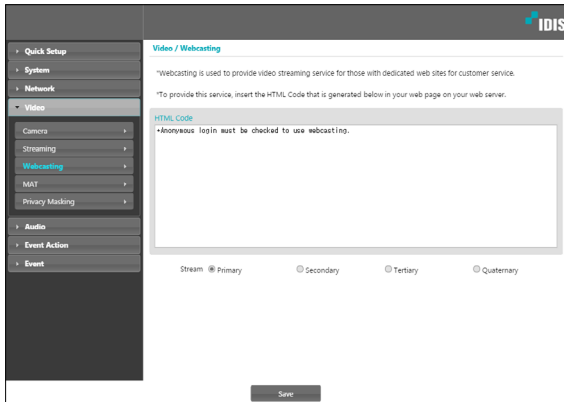 IDIS
Quick Setup
System
Network
Video
Camera
Streaming
Webcasting
MAT
Privacy Masking
Audio
Event Action
Event
Video / Webcasting
*Webcasting is used to provide video streaming service for those with dedicated web sites for customer service.
*To provide this service, insert the HTML Code that is generated below in your web page on your web server.
HTML Code
*Anonymous login must be checked to use webcasting.
Stream Primary Secondary Tertiary Quaternary
Save